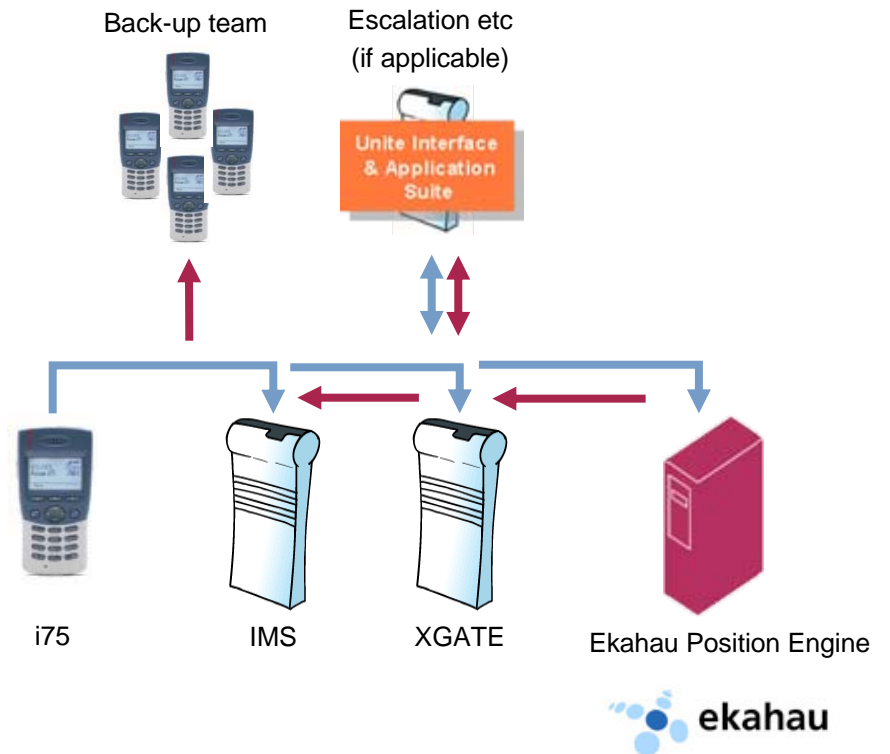 Back-up team
Escalation etc
(if applicable)
Unite Interface
& Application
Suite
i75
IMS
XGATE
Ekahau Position Engine
ekahau